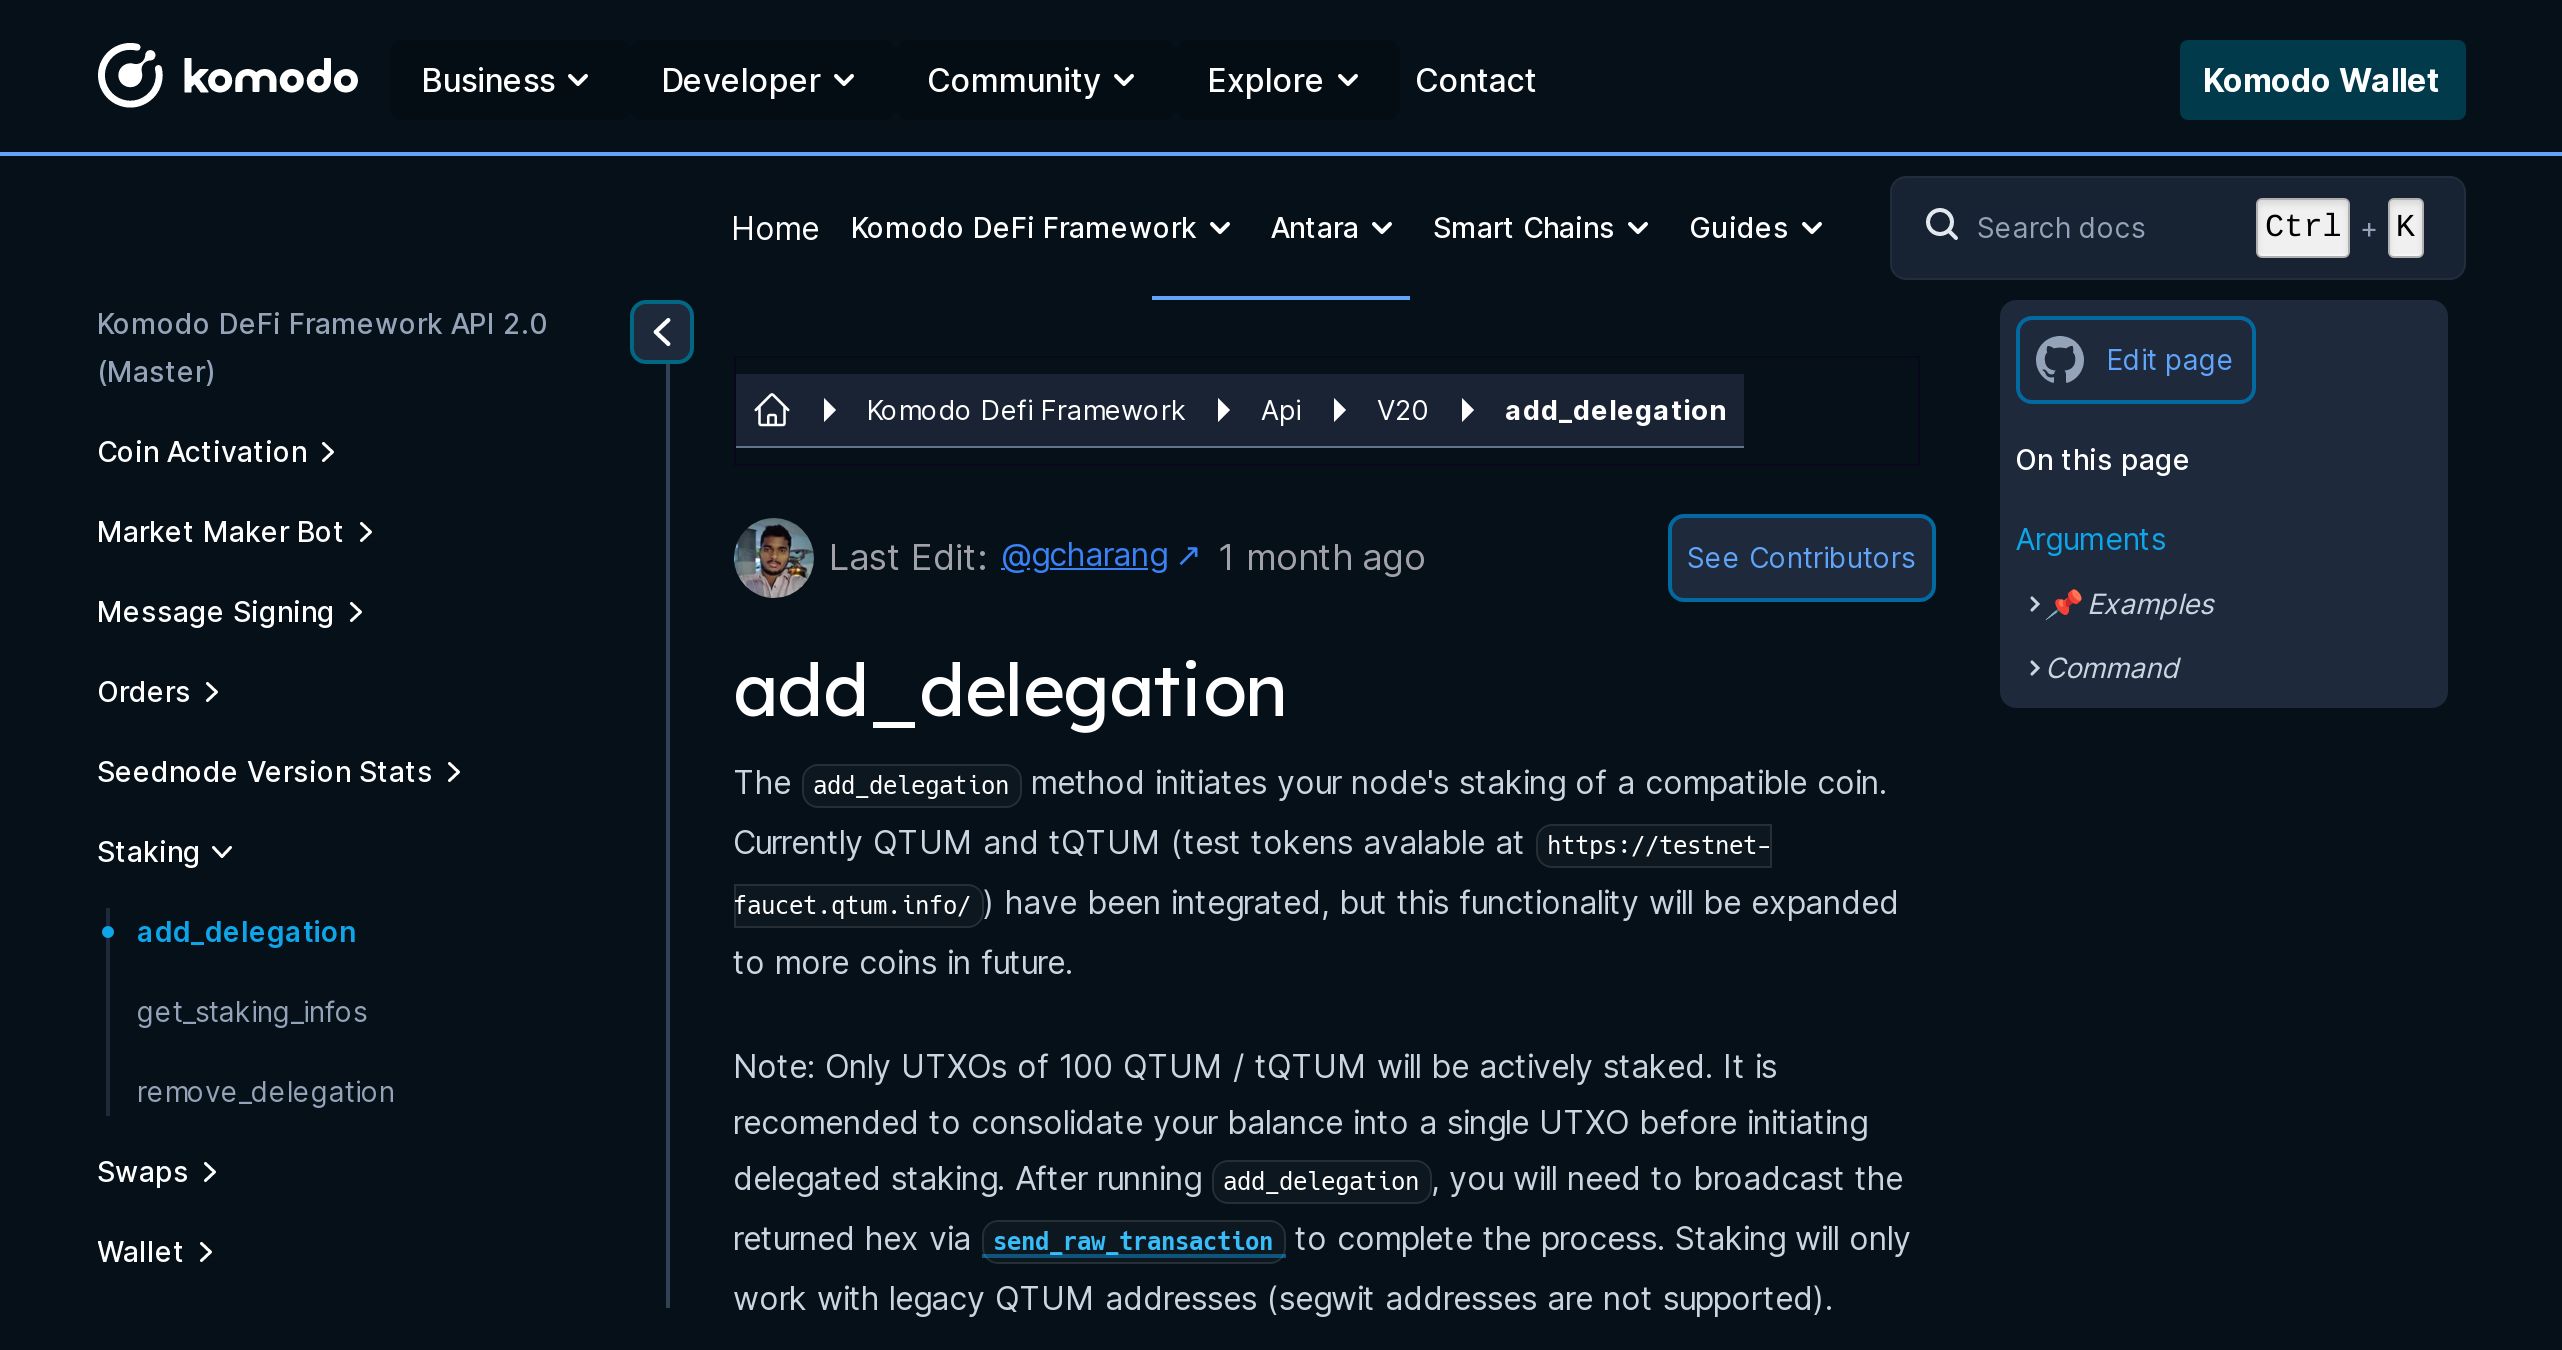 komodo Business Developer Community Explore Contact Komodo Wallet
Home Komodo DeFi Framework Antara Smart Chains Guides Search docs Ctrl + K
Komodo DeFi Framework API 2.0
(Master)
Coin Activation
Market Maker Bot
Message Signing
Orders
Seednode Version Stats
Staking
add_delegation
get_staking_infos
remove_delegation
Swaps
Wallet
Komodo Defi Framework Api V20 add_delegation
Last Edit: @gcharang ↗ 1 month ago See Contributors
add_delegation
The add_delegation method initiates your node's staking of a compatible coin.
Currently QTUM and tQTUM (test tokens avalable at https://testnet-
faucet.qtum.info/) have been integrated, but this functionality will be expanded
to more coins in future.
Note: Only UTXOs of 100 QTUM / tQTUM will be actively staked. It is
recomended to consolidate your balance into a single UTXO before initiating
delegated staking. After running add_delegation, you will need to broadcast the
returned hex via send_raw_transaction to complete the process. Staking will only
work with legacy QTUM addresses (segwit addresses are not supported).
Edit page
On this page
Arguments
📌 Examples
Command